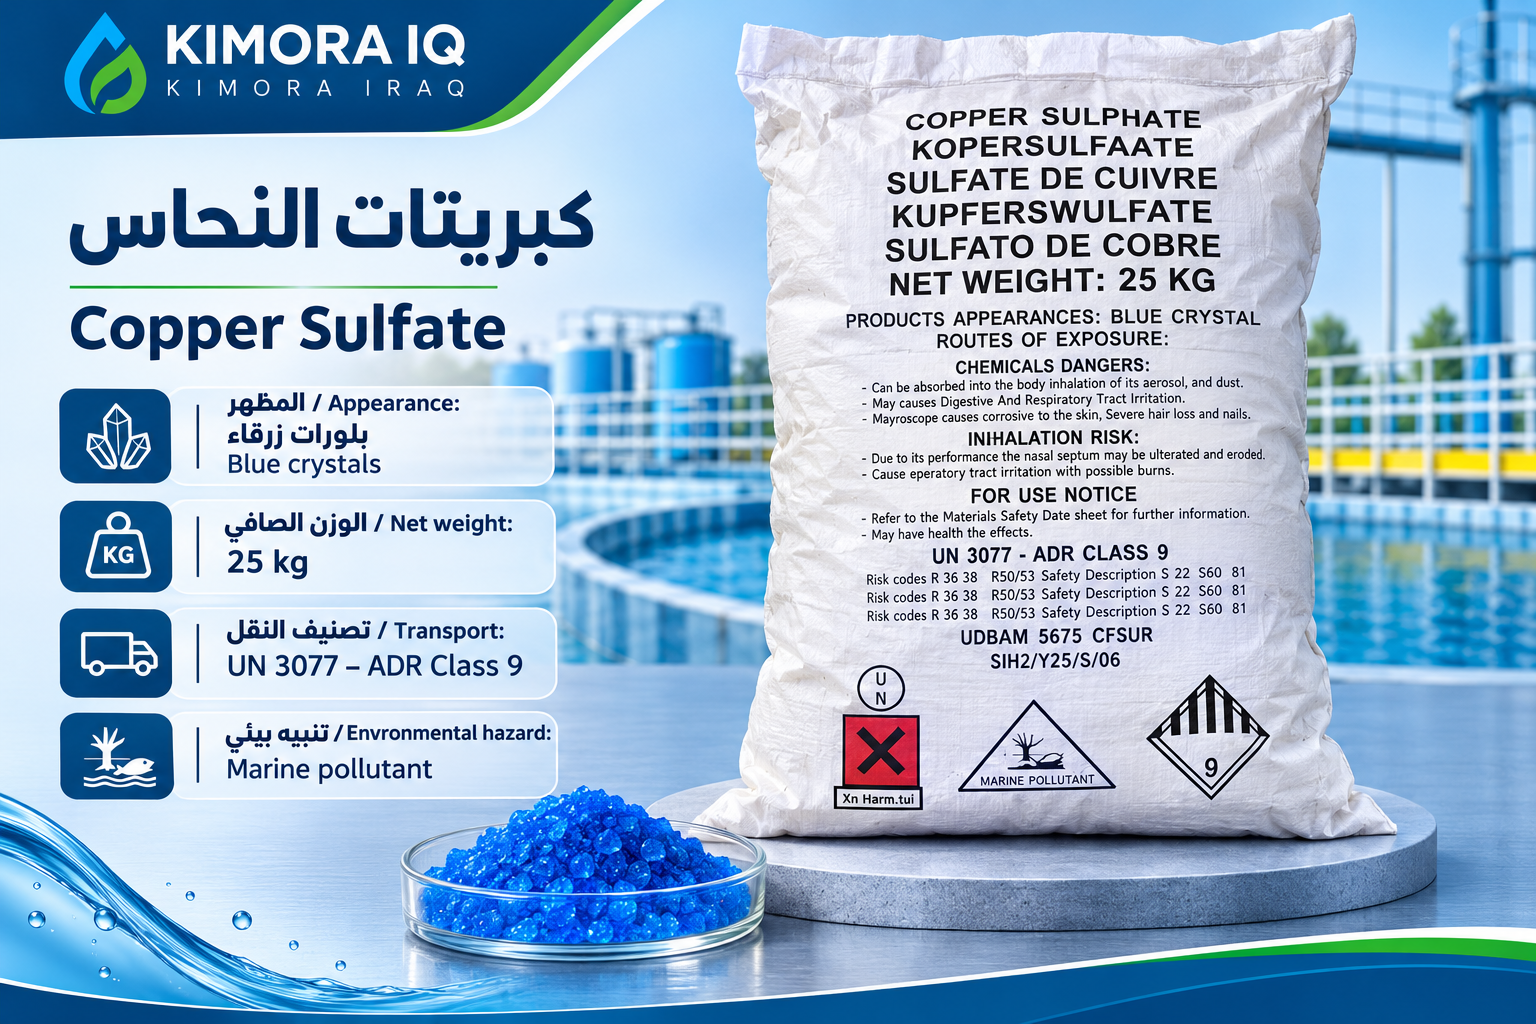 KIMORA IQ
KIMORA IRAQ
كبريتات النحاس
Copper Sulfate
المظهر / Appearance:
بلورات زرقاء
Blue crystals
KG
الوزن الصافي / Net weight:
25 kg
تصنيف النقل / Transport:
UN 3077 – ADR Class 9
تنبيه بيئي / Envronmental hazard:
Marine pollutant
COPPER SULPHATE
KOPERSULFAATE
SULFATE DE CUIVRE
KUPFERSWULFATE
SULFATO DE COBRE
NET WEIGHT: 25 KG
PRODUCTS APPEARANCES: BLUE CRYSTAL
ROUTES OF EXPOSURE:
CHEMICALS DANGERS:
- Can be absorbed into the body inhalation of its aerosol, and dust.
- May causes Digestive And Respiratory Tract Irritation.
- Mayroscope causes corrosive to the skin, Severe hair loss and nails.
INIHALATION RISK:
- Due to its performance the nasal septum may be ulterated and eroded.
- Cause eperatory tract irritation with possible burns.
FOR USE NOTICE
- Refer to the Materials Safety Date sheet for further information.
- May have health the effects.
UN 3077 - ADR CLASS 9
Risk codes R 36 38 R50/53 Safety Description S 22 S60 81
Risk codes R 36 38 R50/53 Safety Description S 22 S60 81
Risk codes R 36 38 R50/53 Safety Description S 22 S60 81
UDBAM 5675 CFSUR
SIH2/Y25/S/06
U
N
Xn Harm.tui
MARINE POLLUTANT
9